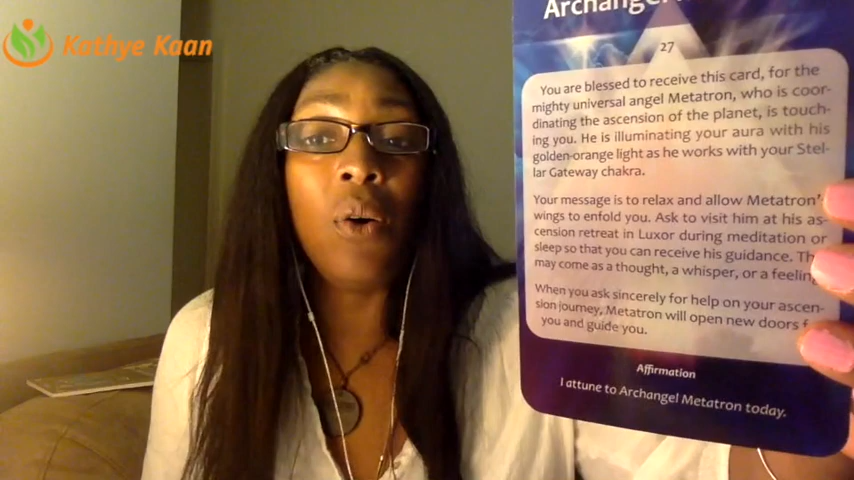 Kathye Kaan
27
You are blessed to receive this card, for the
mighty universal angel Metatron, who is coor-
dinating the ascension of the planet, is touch-
ing you. He is illuminating your aura with his
golden-orange light as he works with your Stel-
lar Gateway chakra.
Your message is to relax and allow Metatron's
wings to enfold you. Ask to visit him at his as-
cension retreat in Luxor during meditation or
sleep so that you can receive his guidance.
may come as a thought, a whisper, or a feeling.
When you ask sincerely for help on your ascen-
sion journey, Metatron will open new doors
you and guide you.
Affirmation
I attune to Archangel Metatron today.